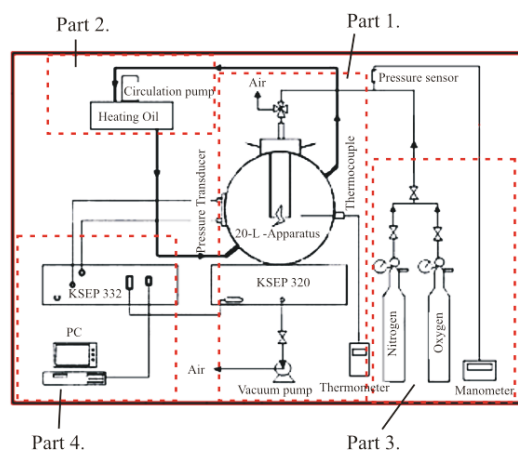 Part 2.
Part 1.
Air
Pressure sensor
Circulation pump
Heating Oil
Pressure Transducer
Thermocouple
20-L -Apparatus
KSEP 332
KSEP 320
PC
Nitrogen
Oxygen
Air
Vacuum pump
Thermometer
Manometer
Part 4.
Part 3.